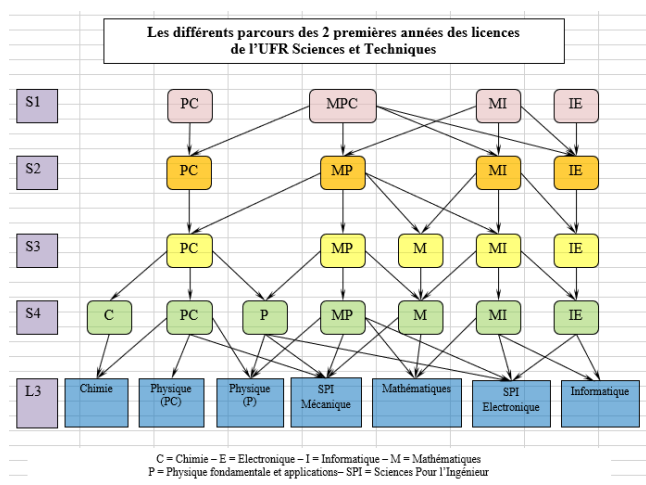 Les différents parcours des 2 premières années des licences
de l'UFR Sciences et Techniques
S1 PC MPC MI IE
S2 PC MP MI IE
S3 PC MP M MI IE
S4 C PC P MP M MI IE
L3 Chimie Physique Physique SPI Mathématiques SPI Informatique
(PC) (P) Mécanique Electronique
C = Chimie – E = Electronique – I = Informatique – M = Mathématiques
P = Physique fondamentale et applications– SPI = Sciences Pour l'Ingénieur